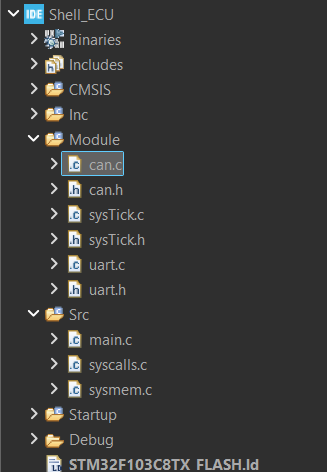 IDE Shell_ECU
Binaries
Includes
CMSIS
Inc
Module
.c can.c
.h can.h
.c sysTick.c
.h sysTick.h
.c uart.c
.h uart.h
Src
.c main.c
.c syscalls.c
.c sysmem.c
Startup
Debug
STM32F103C8TX_FLASH.ld